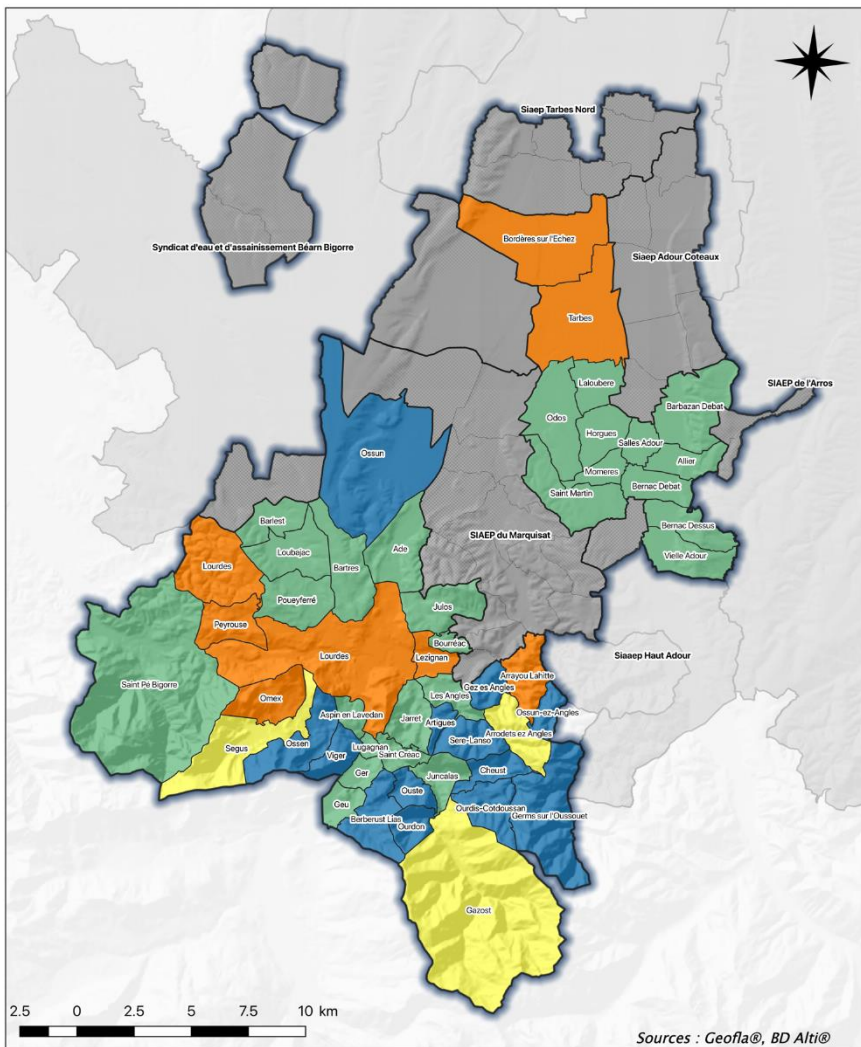 Siaep Tarbes Nord
Bordères sur l'Echez
Syndicat d'eau et d'assainissement Béarn Bigorre
Siaep Adour Coteaux
Tarbes
Laloubere
SIAEP de l'Arros
Barbazan Debat
Odos
Horgues
Salles Adour
Ossun
Allier
Momeres
Bernac Debat
Saint Martin
Barlest
Bernac Dessus
SIAEP du Marquisat
Loubajac
Ade
Vielle Adour
Lourdes
Bartres
Poueyferré
Julos
Peyrouse
Bourréac
Siaaep Haut Adour
Lourdes
Lezignan
Arrayou Lahitte
Saint Pé Bigorre
Gez es Angles
Les Angles
Omex
Ossun-ez-Angles
Aspin en Lavedan
Jarret
Artigues
Arrodets ez Angles
Segus
Ossen
Lugagnan
Sere-Lanso
Viger
Saint Créac
Ger
Juncalas
Cheust
Ouste
Geu
Ourdis-Cotdoussan
Germs sur l'Oussouet
Berberust Lias
Ourdon
Gazost
2.5 0 2.5 5 7.5 10 km
Sources : Geofla®, BD Alti®